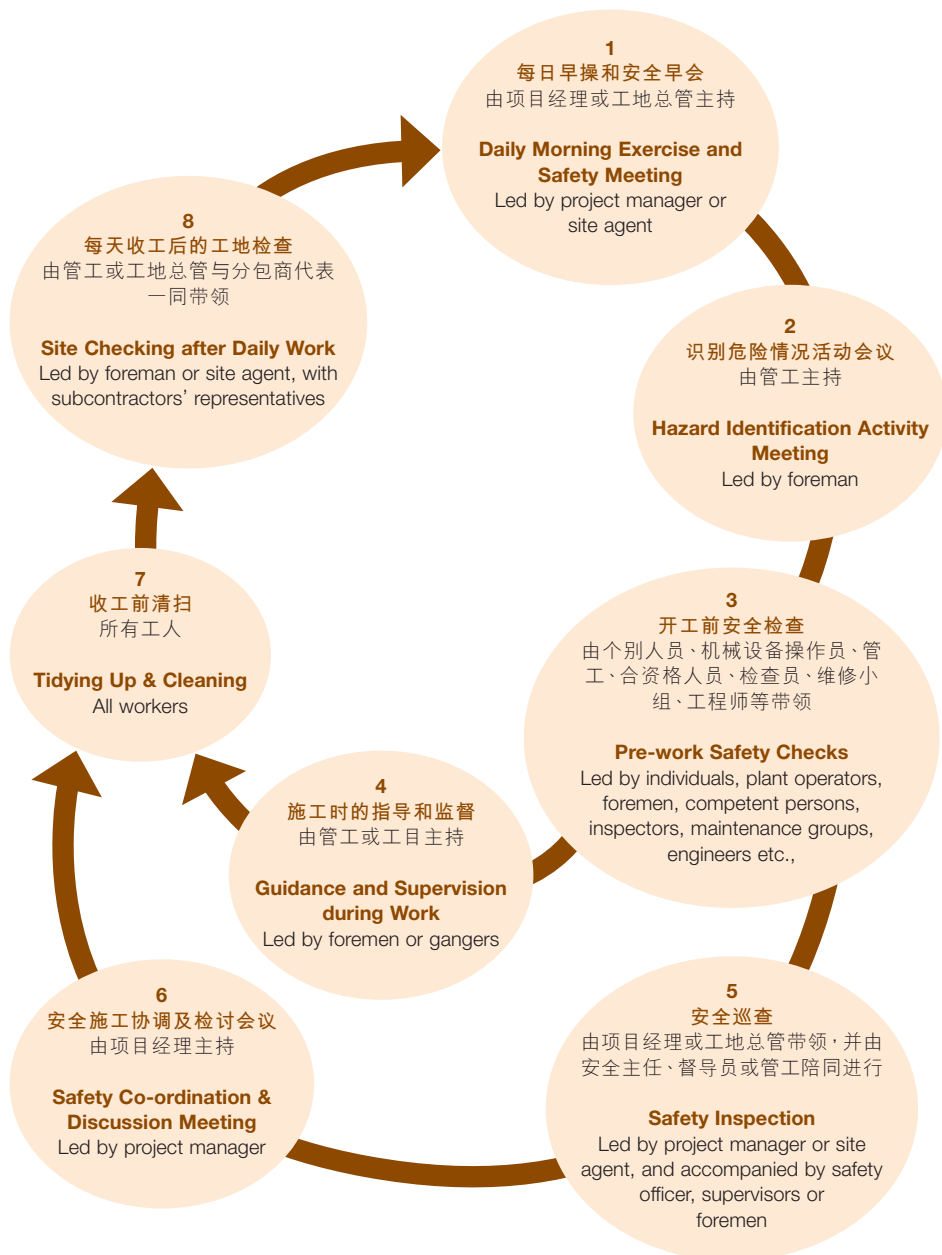 1
每日早操和安全早会
由项目经理或工地总管主持
Daily Morning Exercise and
Safety Meeting
Led by project manager or
site agent
2
识别危险情况活动会议
由管工主持
Hazard Identification Activity
Meeting
Led by foreman
3
开工前安全检查
由个别人员、机械设备操作员、管
工、合资格人员、检查员、维修小
组、工程师等带领
Pre-work Safety Checks
Led by individuals, plant operators,
foremen, competent persons,
inspectors, maintenance groups,
engineers etc.,
4
施工时的指导和监督
由管工或工目主持
Guidance and Supervision
during Work
Led by foremen or gangers
5
安全巡查
由项目经理或工地总管带领，并由
安全主任、督导员或管工陪同进行
Safety Inspection
Led by project manager or site
agent, and accompanied by safety
officer, supervisors or
foremen
6
安全施工协调及检讨会议
由项目经理主持
Safety Co-ordination &
Discussion Meeting
Led by project manager
7
收工前清扫
所有工人
Tidying Up & Cleaning
All workers
8
每天收工后的工地检查
由管工或工地总管与分包商代表
一同带领
Site Checking after Daily Work
Led by foreman or site agent, with
subcontractors' representatives